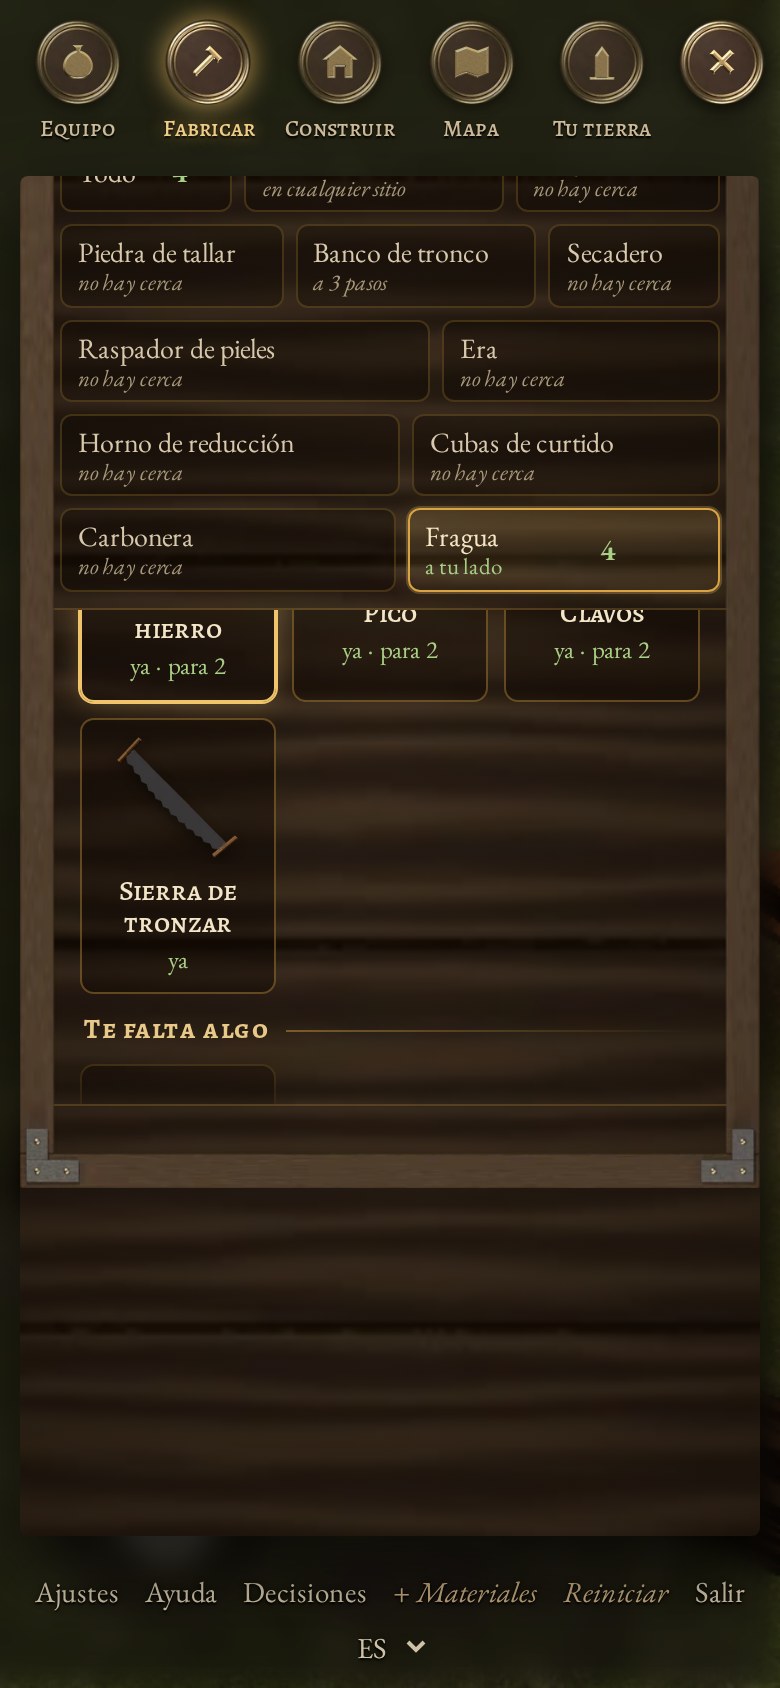 Equipo Fabricar Construir Mapa Tu tierra
Todo 4
en cualquier sitio
no hay cerca
Piedra de tallar
no hay cerca
Banco de tronco
a 3 pasos
Secadero
no hay cerca
Raspador de pieles
no hay cerca
Era
no hay cerca
Horno de reducción
no hay cerca
Cubas de curtido
no hay cerca
Carbonera
no hay cerca
Fragua
a tu lado
4
hierro
ya · para 2
Pico
ya · para 2
Clavos
ya · para 2
Sierra de
tronzar
ya
Te falta algo
Ajustes Ayuda Decisiones + Materiales Reiniciar Salir
ES